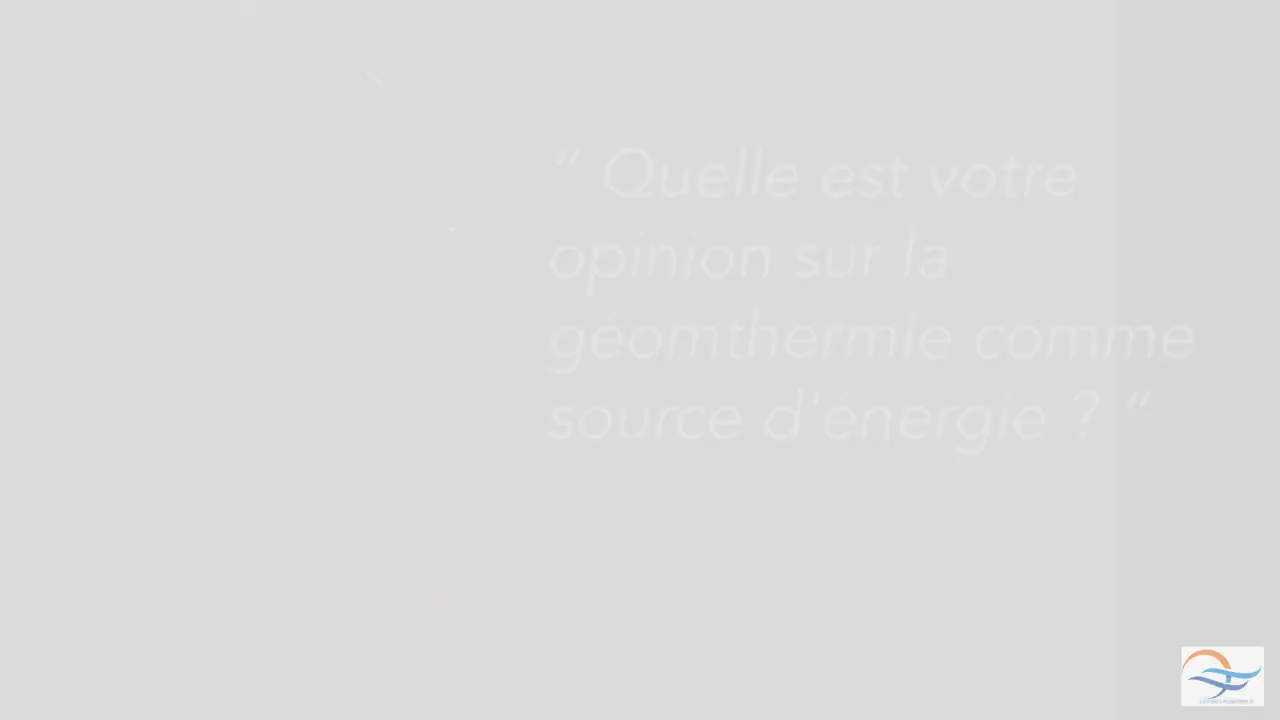 “ Quelle est votre
opinion sur la
géomthermie comme
source d'énergie ? “